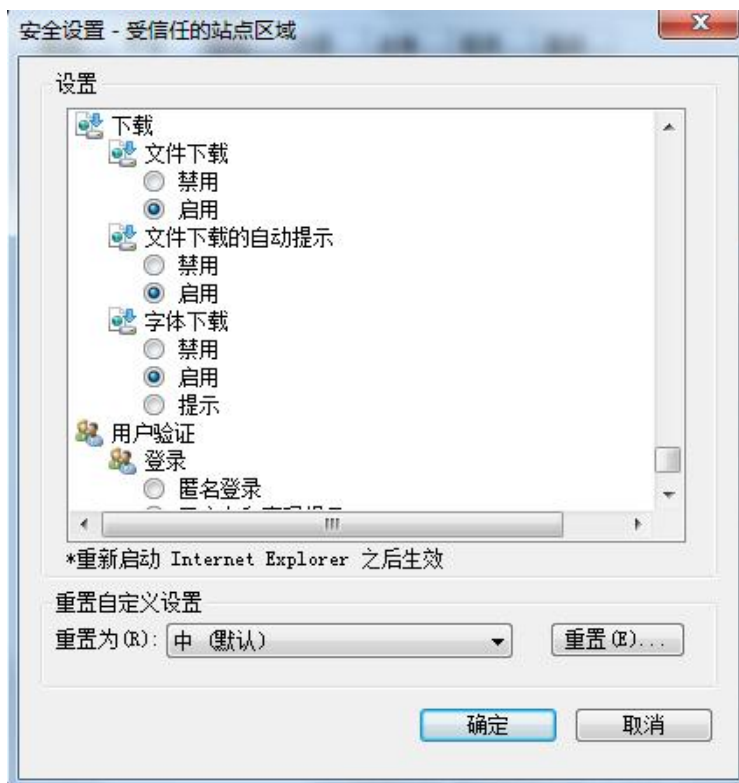 安全设置 - 受信任的站点区域
设置
下载
文件下载
禁用
启用
文件下载的自动提示
禁用
启用
字体下载
禁用
启用
提示
用户验证
登录
匿名登录
*重新启动 Internet Explorer 之后生效
重置自定义设置
重置为(R): 中 (默认) 重置(E)...
确定 取消